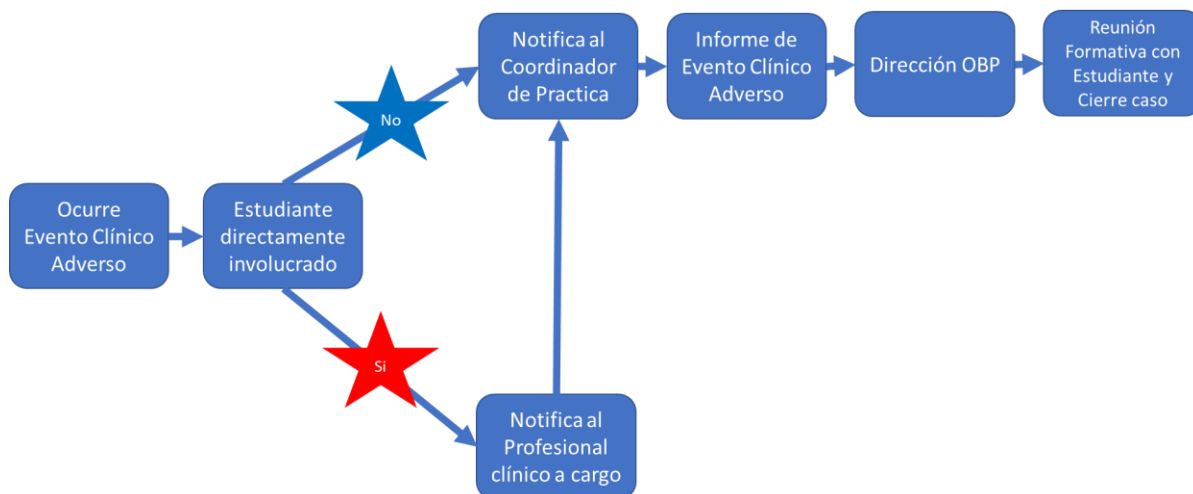 Ocurre
Evento Clínico
Adverso
Estudiante
directamente
involucrado
No
Si
Notifica al
Coordinador
de Practica
Notifica al
Profesional
clínico a cargo
Informe de
Evento Clínico
Adverso
Dirección OBP
Reunión
Formativa con
Estudiante y
Cierre caso